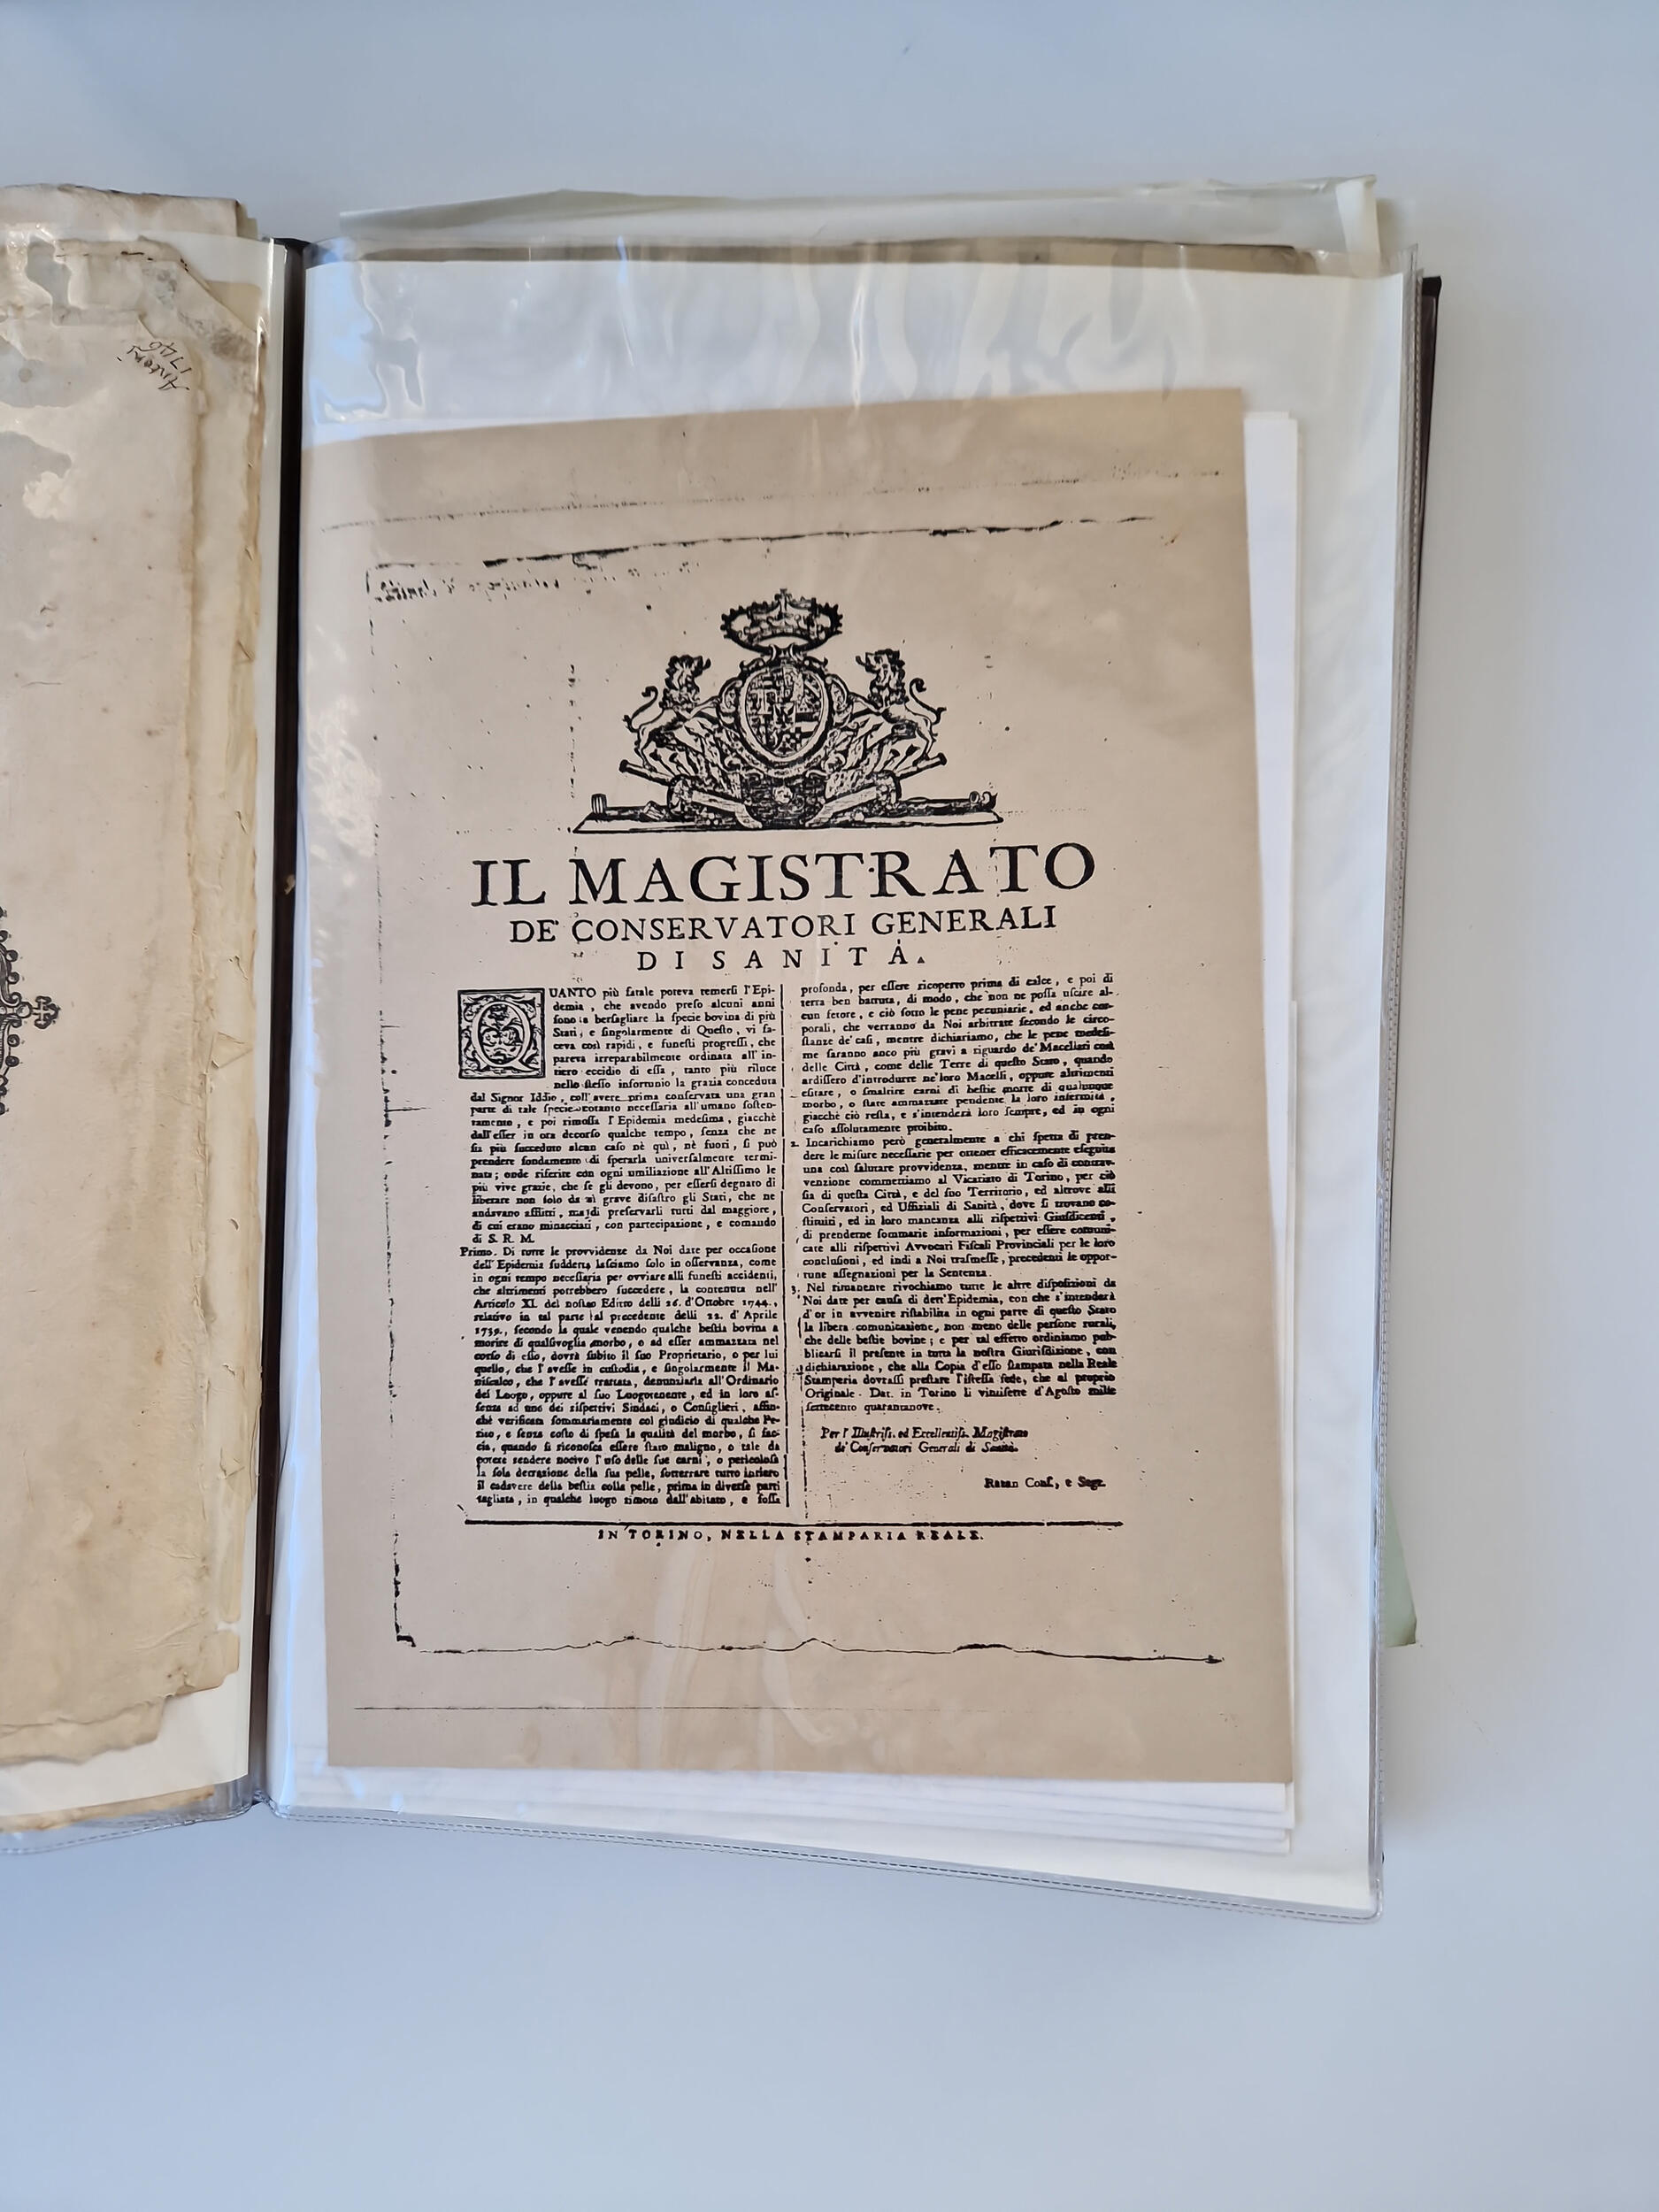 Antonj
1746
IL MAGISTRATO
DE' CONSERVATORI GENERALI
DI SANITÀ.
QUANTO più fatale poteva temerſi l'Epi-
demia, che avendo preſo alcuni anni
ſono a berſagliare la ſpecie bovina di più
Stati, e ſingolarmente di Queſto, vi fa-
ceva così rapidi, e funeſti progreſſi, che
pareva irreparabilmente ordinata all'in-
tiero eccidio di eſſa, tanto più riluce
nello ſteſſo infortunio la grazia conceduta
dal Signor Iddio, coll'avere prima conſervata una gran
parte di tale ſpecie cotanto neceſſaria all'umano ſoſten-
tamento, e poi rimoſſa l'Epidemia medeſima, giacchè
dall'eſſer in ora decorſo qualche tempo, ſenza che ne
ſia più ſucceduto alcun caſo nè quì, nè fuori, ſi può
prendere fondamento di ſperarla univerſalmente termi-
nata; onde riferite con ogni umiliazione all'Altiſſimo le
più vive grazie, che ſe gli devono, per eſſerſi degnato di
liberare non ſolo da sì grave diſaſtro gli Stati, che ne
andavano afflitti, ma di preſervarli tutti dal maggiore,
di cui erano minacciati, con partecipazione, e comando
di S. R. M.
Primo. Di tutte le provvidenze da Noi date per occaſione
dell'Epidemia ſuddetta laſciamo ſolo in oſſervanza, come
in ogni tempo neceſſaria per ovviare alli funeſti accidenti,
che altrimenti potrebbero ſuccedere, la contenuta nell'
Articolo XI. del noſtro Editto delli 26. d'Ottobre 1744.,
relativo in tal parte al precedente delli 22. d'Aprile
1739., ſecondo la quale venendo qualche beſtia bovina a
morire di qualſivoglia morbo, o ad eſſer ammazzata nel
corſo di eſſo, dovrà ſubito il ſuo Proprietario, o per lui
quello, che l'aveſſe in cuſtodia, e ſingolarmente il Ma-
niſcalco, che l'aveſſe trattata, denunziarla all'Ordinario
del Luogo, oppure al ſuo Luogotenente, ed in loro aſ-
ſenza ad uno dei riſpettivi Sindaci, o Conſiglieri, affin-
chè verificata ſommariamente col giudicio di qualche Pe-
rito, e ſenza coſto di ſpeſa la qualità del morbo, ſi fac-
cia, quando ſi riconoſca eſſere ſtato maligno, o tale da
potere rendere nocivo l'uſo delle ſue carni, o pericoloſa
la ſola detrazione della ſua pelle, ſotterrare tutto intiero
il cadavere della beſtia colla pelle, prima in diverſe parti
tagliata, in qualche luogo rimoto dall'abitato, e foſſa
profonda, per eſſere ricoperto prima di calce, e poi di
terra ben battuta, di modo, che non ne poſſa uſcire al-
cun fetore, e ciò ſotto le pene pecuniarie, ed anche cor-
porali, che verranno da Noi arbitrate ſecondo le circo-
ſtanze de' caſi, mentre dichiariamo, che le pene medeſi-
me ſaranno anco più gravi a riguardo de' Macellari così
delle Città, come delle Terre di queſto Stato, quando
ardiſſero d'introdurre ne' loro Macelli, oppure altrimenti
eſitare, o ſmaltire carni di beſtie morte di qualunque
morbo, o ſtate ammazzate pendente la loro infermità,
giacchè ciò reſta, e s'intenderà loro ſempre, ed in ogni
caſo aſſolutamente proibito.
2. Incarichiamo però generalmente a chi ſpetta di pren-
dere le miſure neceſſarie per ottener efficacemente eſeguita
una così ſalutare provvidenza, mentre in caſo di contrav-
venzione commettiamo al Vicariato di Torino, per ciò
ſia di queſta Città, e del ſuo Territorio, ed altrove alli
Conſervatori, ed Uffiziali di Sanità, dove ſi trovano co-
ſtituiti, ed in loro mancanza alli riſpettivi Giuſdicenti,
di prenderne ſommarie informazioni, per eſſere comuni-
cate alli riſpettivi Avvocati Fiſcali Provinciali per le loro
concluſioni, ed indi a Noi traſmeſſe, precedenti le oppor-
tune aſſegnazioni per la Sentenza.
3. Nel rimanente rivochiamo tutte le altre diſpoſizioni da
Noi date per cauſa di dett'Epidemia, con che s'intenderà
d'or in avvenire riſtabilita in ogni parte di queſto Stato
la libera comunicazione, non meno delle perſone rurali,
che delle beſtie bovine; e per tal effetto ordiniamo pub-
blicarſi il preſente in tutta la noſtra Giuriſdizione, con
dichiarazione, che alla Copia d'eſſo ſtampata nella Reale
Stamperia dovraſſi preſtare l'iſteſſa fede, che al proprio
Originale. Dat. in Torino li vintiſette d'Agoſto mille
ſettecento quarantanove.
Per l'Illuſtriſs. ed Eccellentiſs. Magiſtrato
de' Conſervatori Generali di Sanità.
Ratan Conſ., e Segr.
IN TORINO, NELLA STAMPARIA REALE.